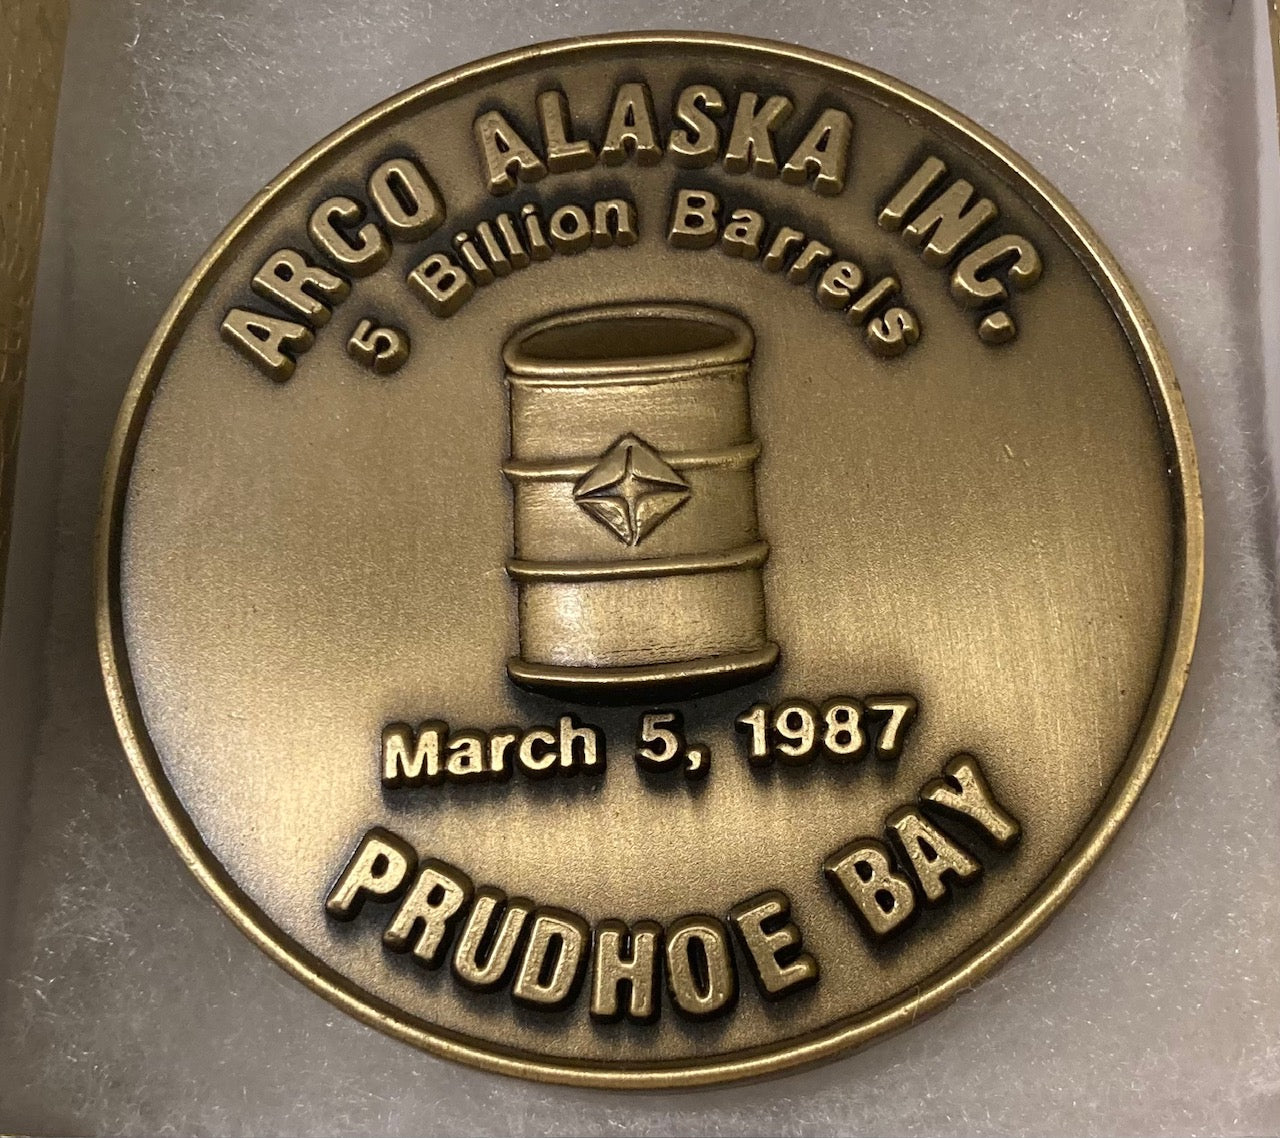 ARCO ALASKA INC.
5 Billion Barrels
March 5, 1987
PRUDHOE BAY